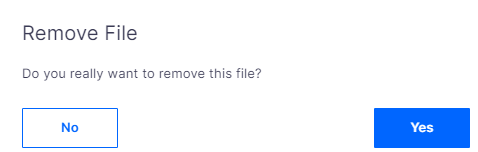 Remove File
Do you really want to remove this file?
No
Yes